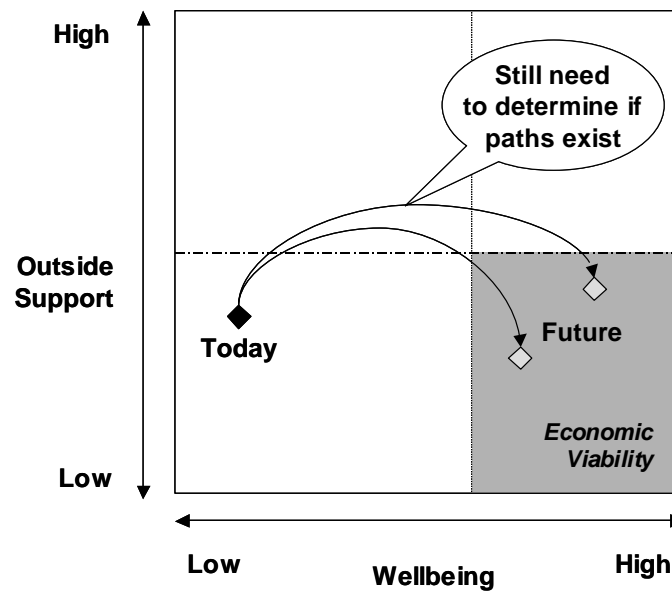 High
Still need
to determine if
paths exist
Outside
Support
Today
Future
Economic
Viability
Low
Low
Wellbeing
High